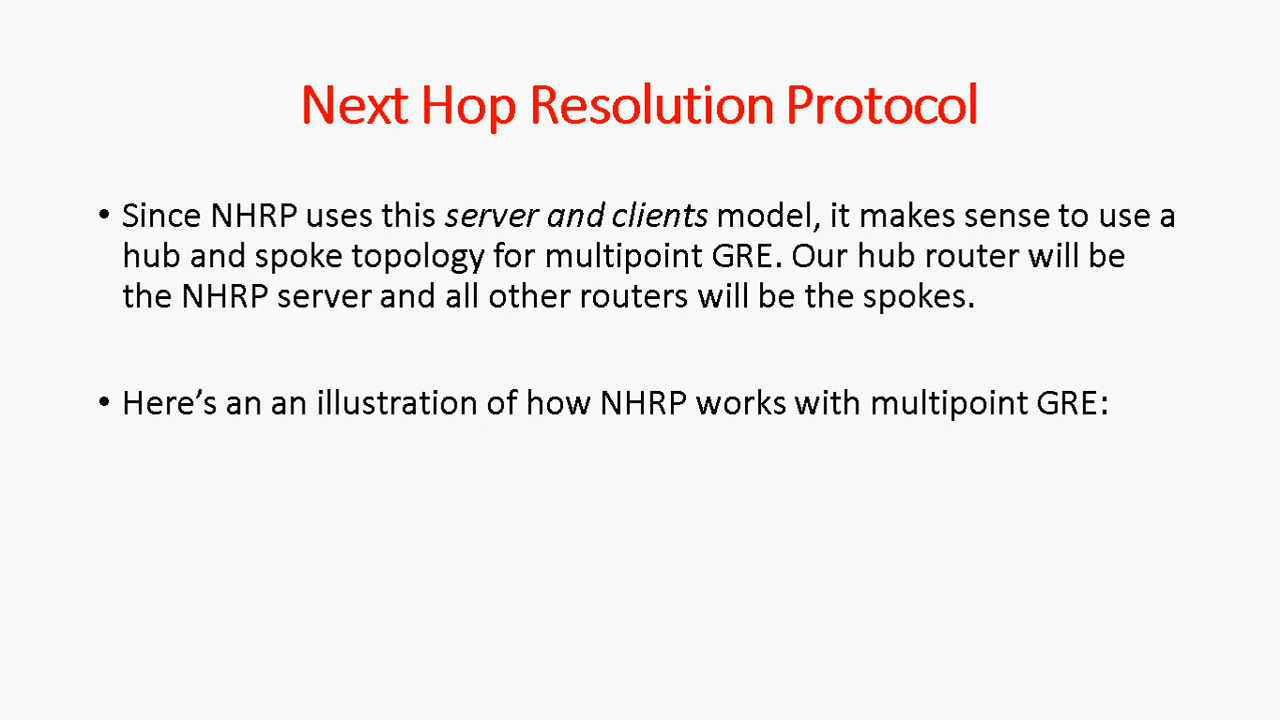 Next Hop Resolution Protocol
• Since NHRP uses this server and clients model, it makes sense to use a
hub and spoke topology for multipoint GRE. Our hub router will be
the NHRP server and all other routers will be the spokes.
• Here’s an an illustration of how NHRP works with multipoint GRE: